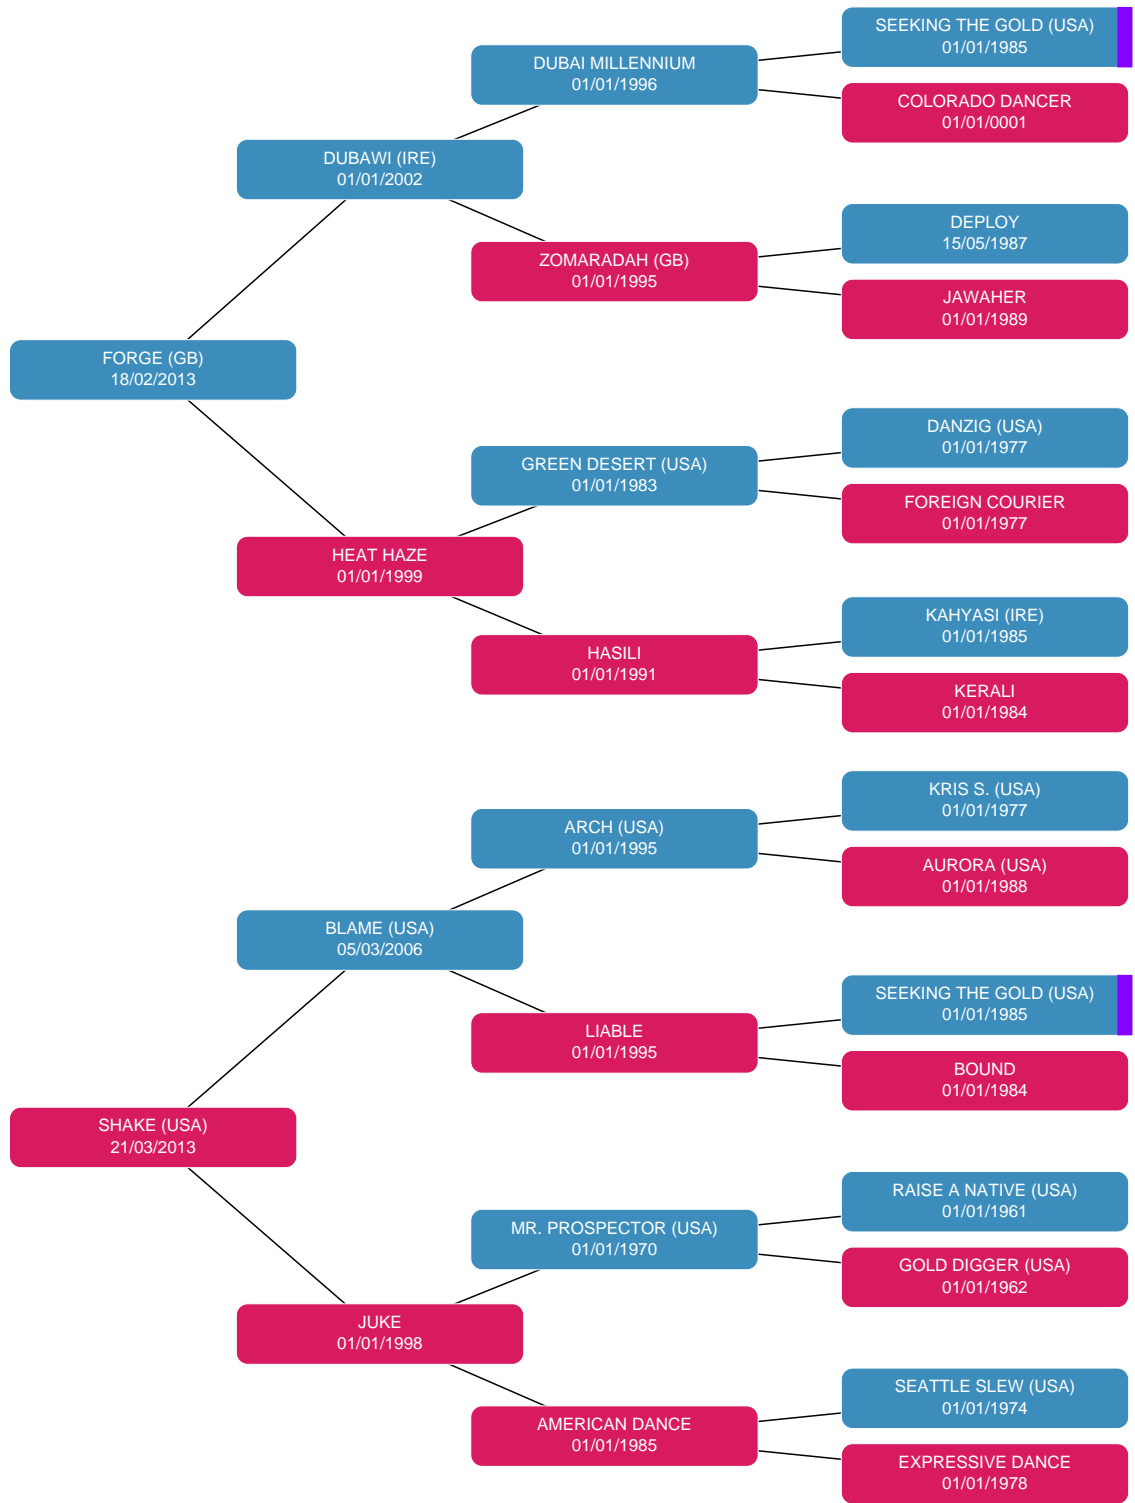 SEEKING THE GOLD (USA)
01/01/1985
DUBAI MILLENNIUM
01/01/1996
COLORADO DANCER
01/01/0001
DUBAWI (IRE)
01/01/2002
DEPLOY
15/05/1987
ZOMARADAH (GB)
01/01/1995
JAWAHER
01/01/1989
FORGE (GB)
18/02/2013
DANZIG (USA)
01/01/1977
GREEN DESERT (USA)
01/01/1983
FOREIGN COURIER
01/01/1977
HEAT HAZE
01/01/1999
KAHYASI (IRE)
01/01/1985
HASILI
01/01/1991
KERALI
01/01/1984
KRIS S. (USA)
01/01/1977
ARCH (USA)
01/01/1995
AURORA (USA)
01/01/1988
BLAME (USA)
05/03/2006
SEEKING THE GOLD (USA)
01/01/1985
LIABLE
01/01/1995
BOUND
01/01/1984
SHAKE (USA)
21/03/2013
RAISE A NATIVE (USA)
01/01/1961
MR. PROSPECTOR (USA)
01/01/1970
GOLD DIGGER (USA)
01/01/1962
JUKE
01/01/1998
SEATTLE SLEW (USA)
01/01/1974
AMERICAN DANCE
01/01/1985
EXPRESSIVE DANCE
01/01/1978